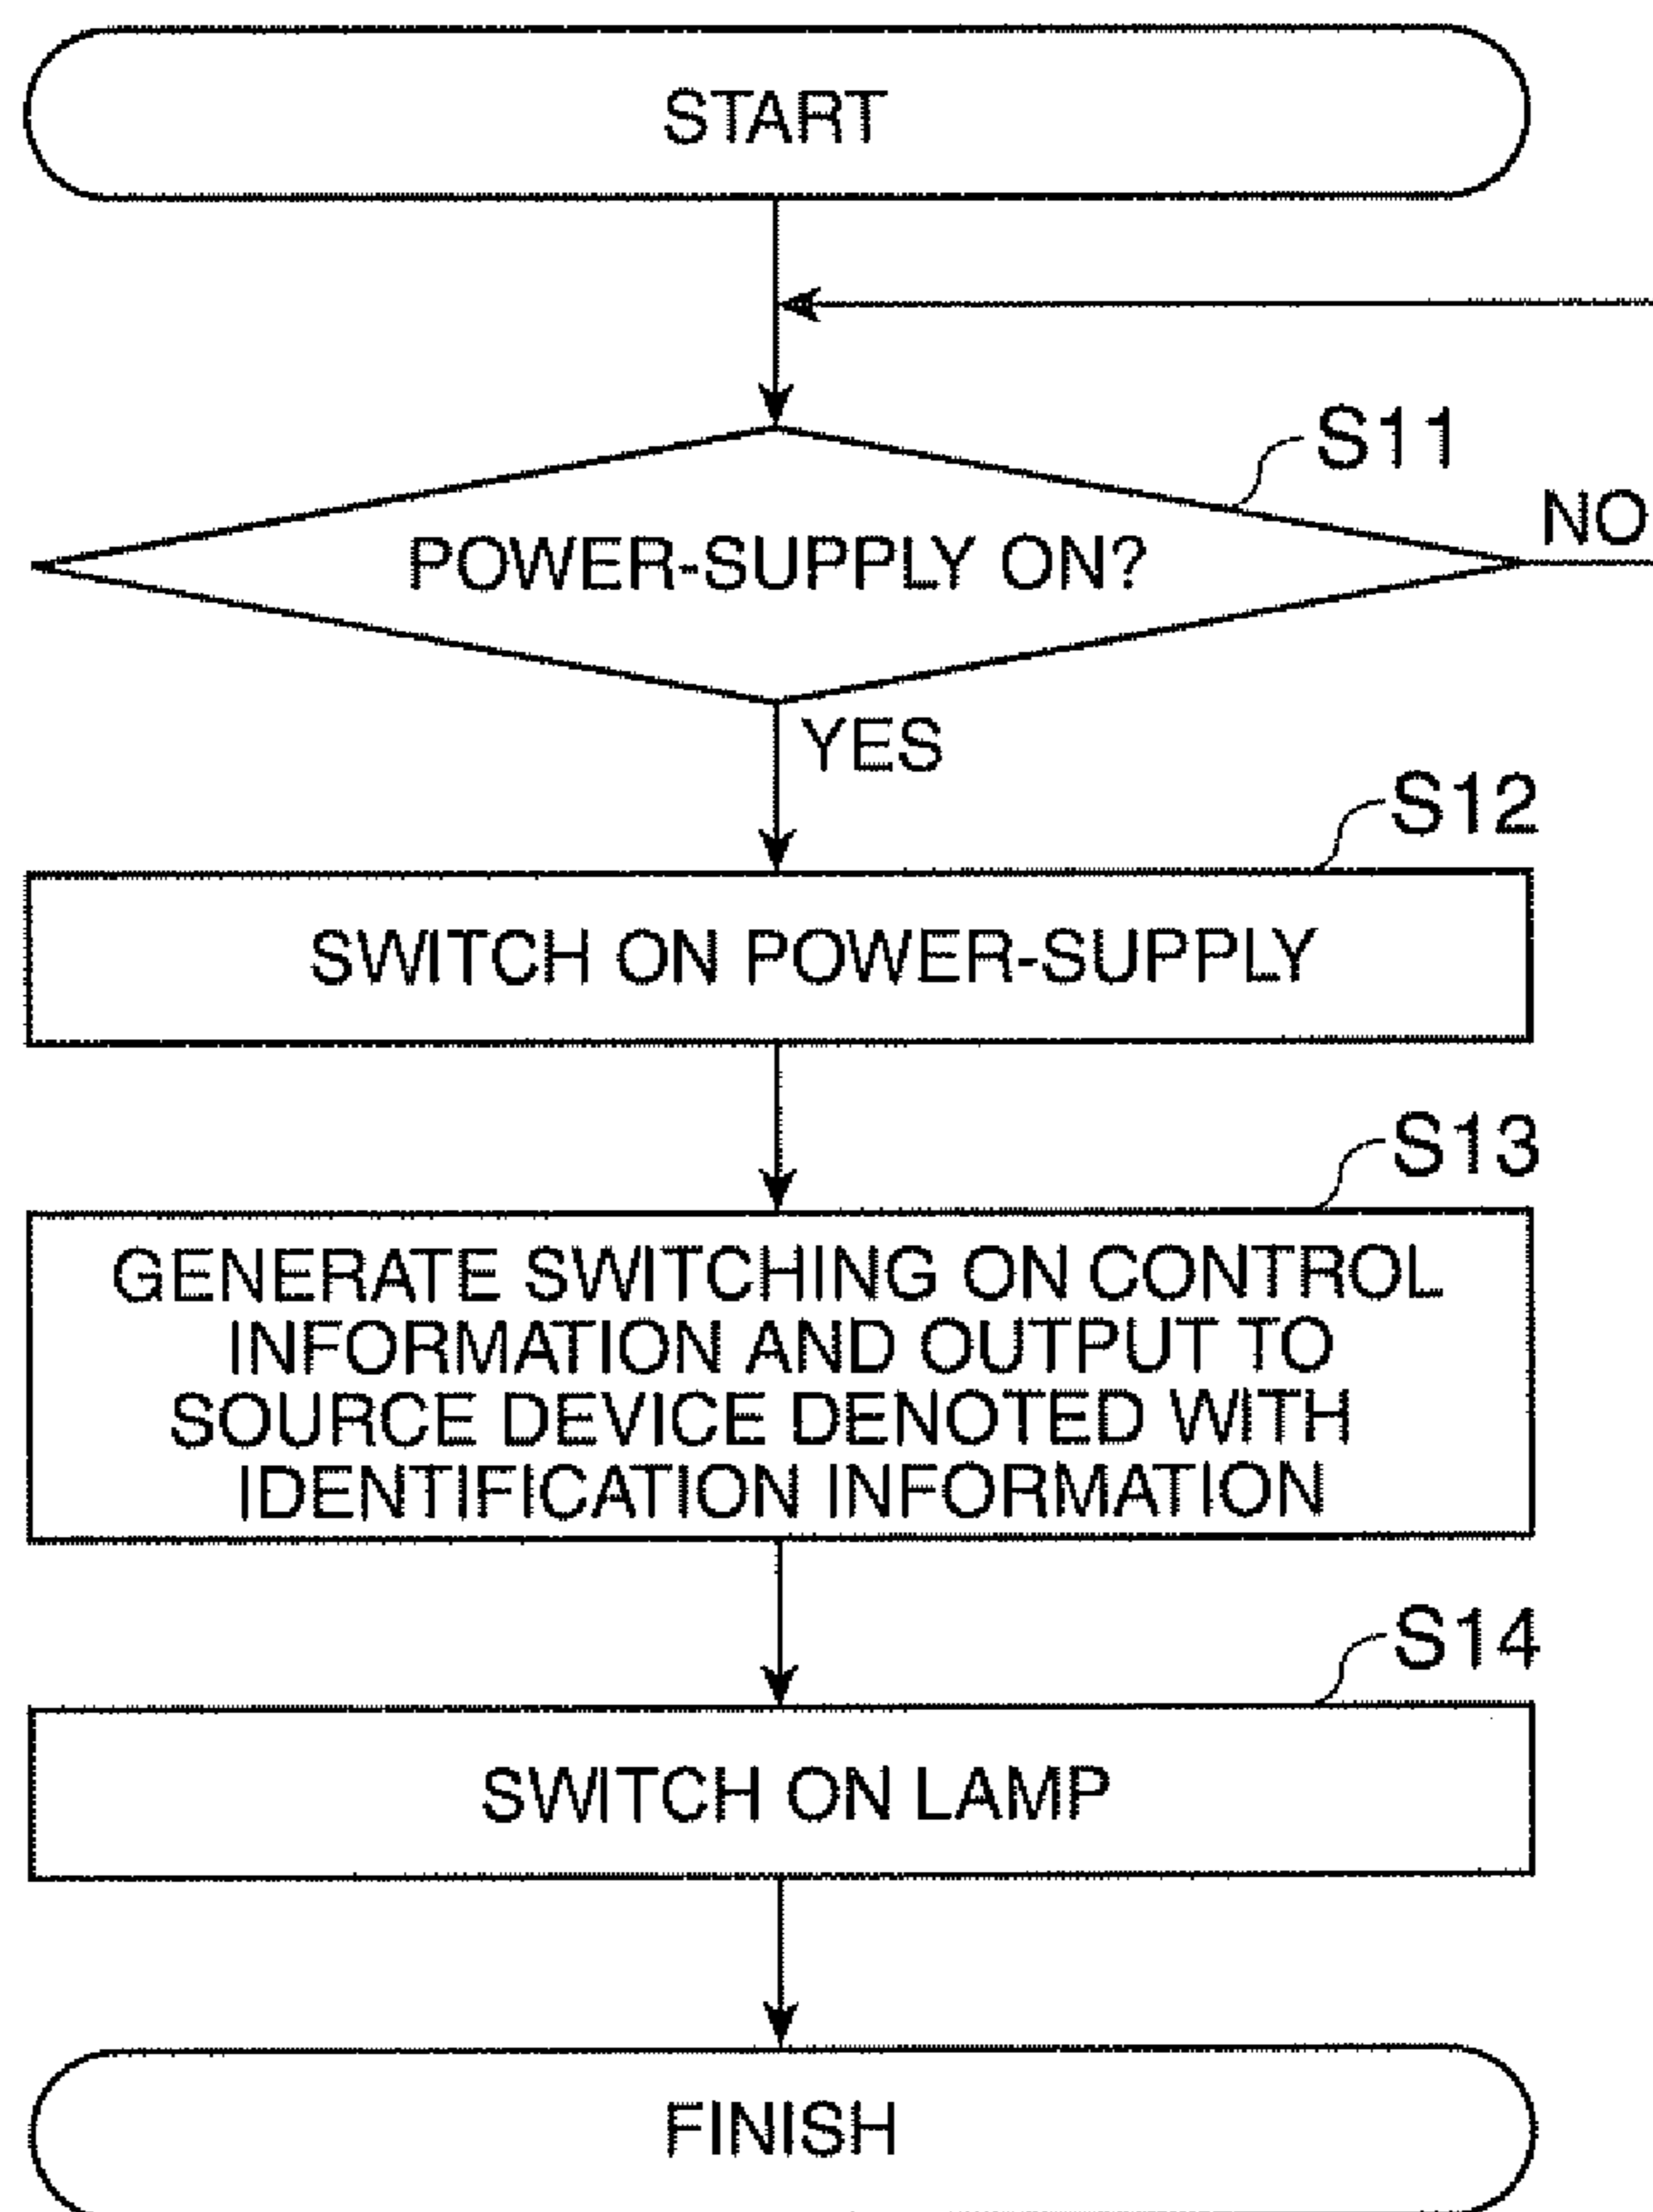 START
S11
NO
POWER-SUPPLY ON?
YES
S12
SWITCH ON POWER-SUPPLY
S13
GENERATE SWITCHING ON CONTROL
INFORMATION AND OUTPUT TO
SOURCE DEVICE DENOTED WITH
IDENTIFICATION INFORMATION
S14
SWITCH ON LAMP
FINISH